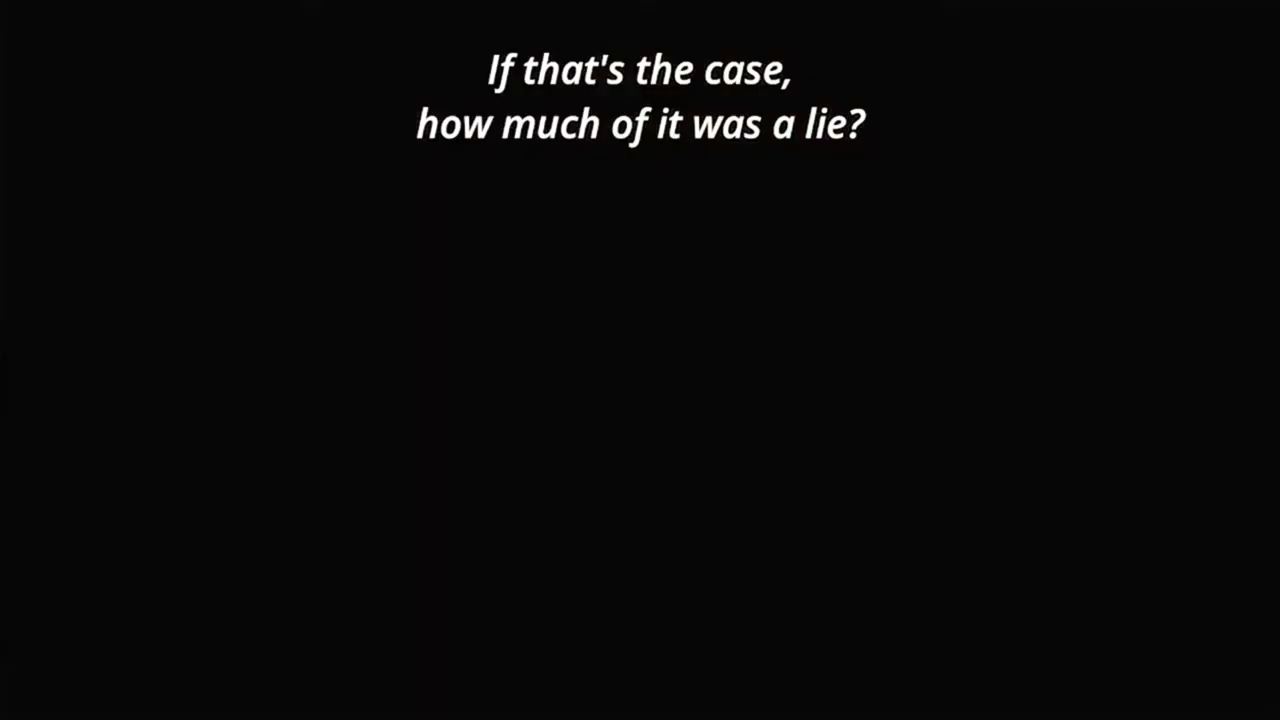 If that's the case,
how much of it was a lie?